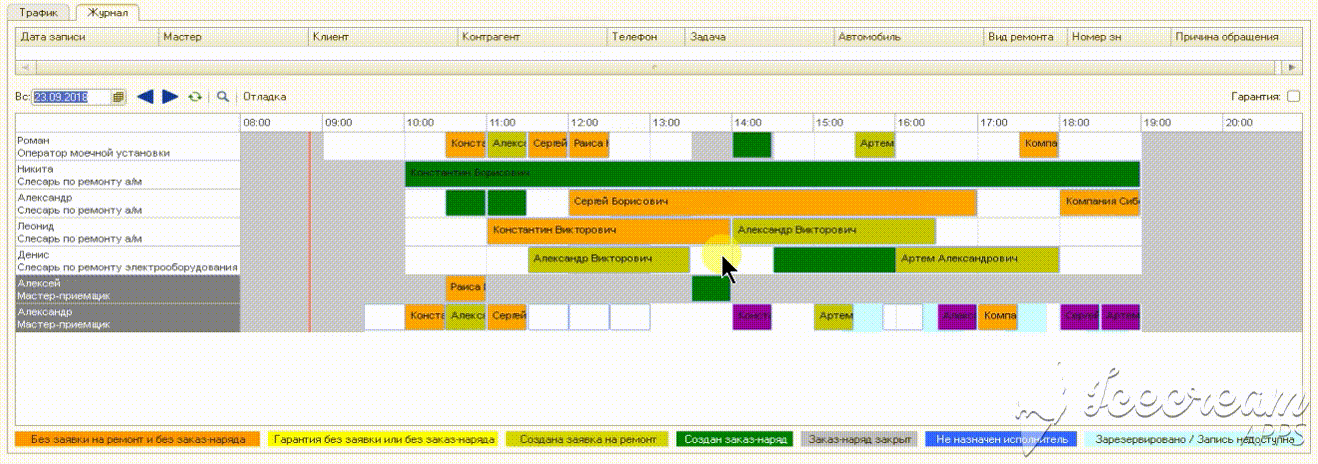 Трафик Журнал
Дата записи Мастер Клиент Контрагент Телефон Задача Автомобиль Вид ремонта Номер зн Причина обращения
Вс: 23.09.2018 Отладка Гарантия:
08:00 09:00 10:00 11:00 12:00 13:00 14:00 15:00 16:00 17:00 18:00 19:00 20:00
Роман
Оператор моечной установки
Конста Алекса Сергей Раиса Артем Компа
Никита
Слесарь по ремонту а/м
Константин Борисович
Александр
Слесарь по ремонту а/м
Сергей Борисович Компания Сиб
Леонид
Слесарь по ремонту а/м
Константин Викторович Александр Викторович
Денис
Слесарь по ремонту электрооборудования
Александр Викторович Артем Александрович
Алексей
Мастер-приемщик
Раиса
Александр
Мастер-приемщик
Конста Алекса Сергей Конста Артем Алекса Компа Сергей Артем
Без заявки на ремонт и без заказ-наряда Гарантия без заявки или без заказ-наряда Создана заявка на ремонт Создан заказ-наряд Заказ-наряд закрыт Не назначен исполнитель Зарезервировано / Запись недоступна
Icecream
APPS